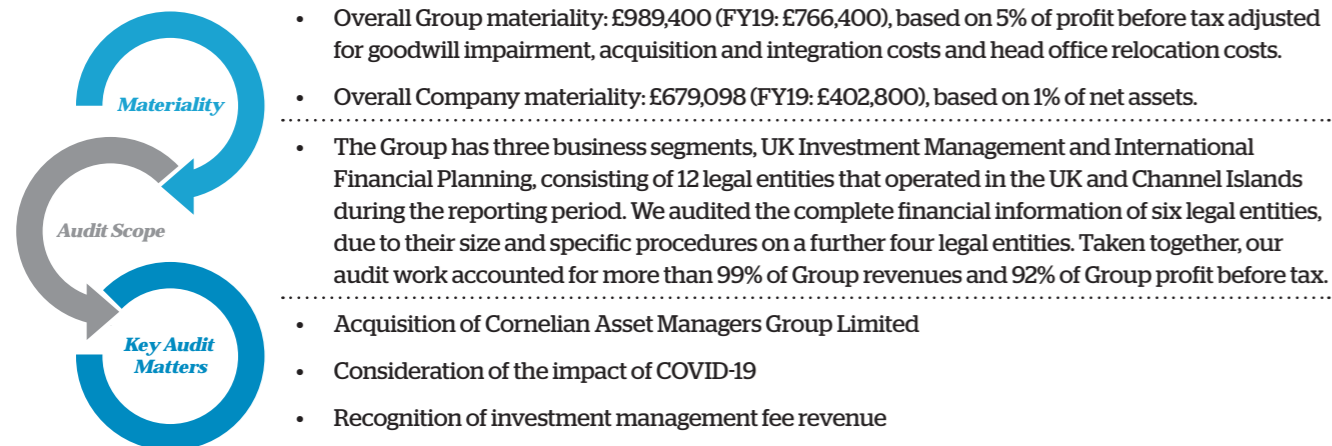 Materiality
• Overall Group materiality: £989,400 (FY19: £766,400), based on 5% of profit before tax adjusted
for goodwill impairment, acquisition and integration costs and head office relocation costs.
• Overall Company materiality: £679,098 (FY19: £402,800), based on 1% of net assets.
Audit Scope
• The Group has three business segments, UK Investment Management and International
Financial Planning, consisting of 12 legal entities that operated in the UK and Channel Islands
during the reporting period. We audited the complete financial information of six legal entities,
due to their size and specific procedures on a further four legal entities. Taken together, our
audit work accounted for more than 99% of Group revenues and 92% of Group profit before tax.
Key Audit
Matters
• Acquisition of Cornelian Asset Managers Group Limited
• Consideration of the impact of COVID-19
• Recognition of investment management fee revenue